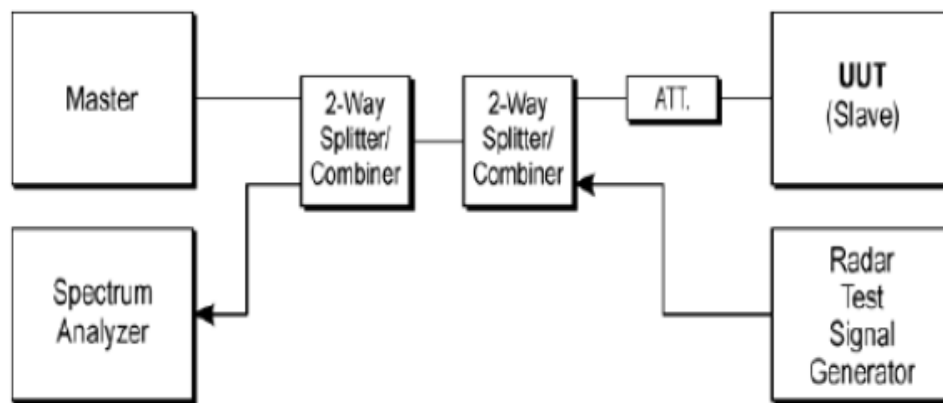 Master
2-Way
Splitter/
Combiner
2-Way
Splitter/
Combiner
ATT.
UUT
(Slave)
Spectrum
Analyzer
Radar
Test
Signal
Generator